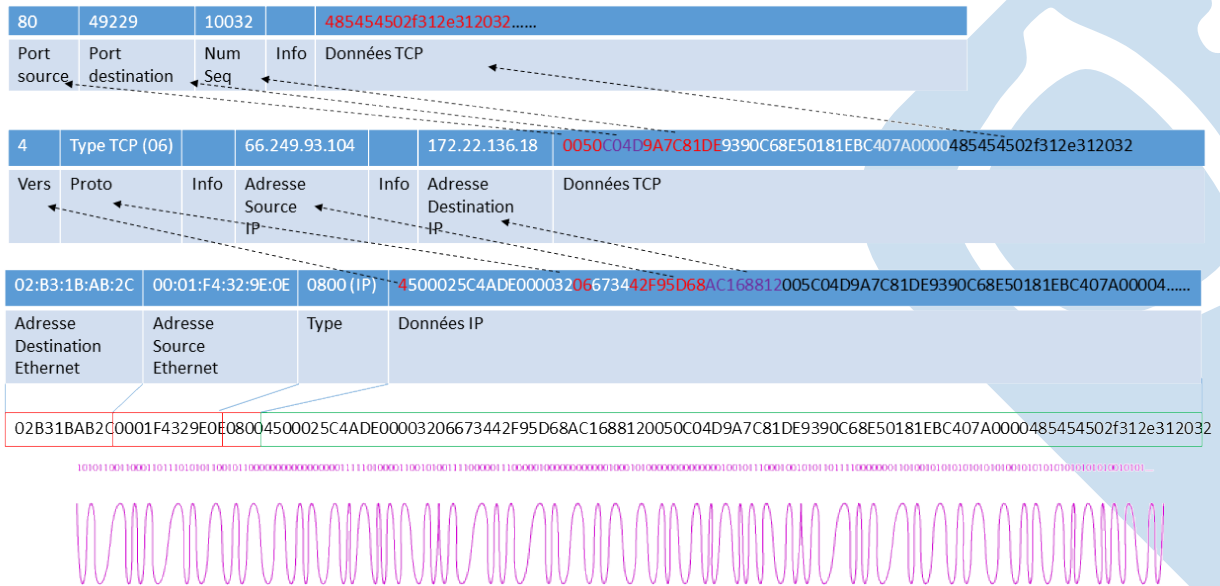 80 49229 10032 485454502f312e312032......
Port source Port destination Num Seq Info Données TCP
4 Type TCP (06) 66.249.93.104 172.22.136.18 0050C04D9A7C81DE9390C68E50181EBC407A0000485454502f312e312032
Vers Proto Info Adresse Source IP Info Adresse Destination IP Données TCP
02:B3:1B:AB:2C 00:01:F4:32:9E:0E 0800 (IP) 4500025C4ADE00003206673442F95D68AC168812005C04D9A7C81DE9390C68E50181EBC407A00004......
Adresse Destination Ethernet Adresse Source Ethernet Type Données IP
02B31BAB2C0001F4329E0E08004500025C4ADE00003206673442F95D68AC1688120050C04D9A7C81DE9390C68E50181EBC407A0000485454502f312e312032